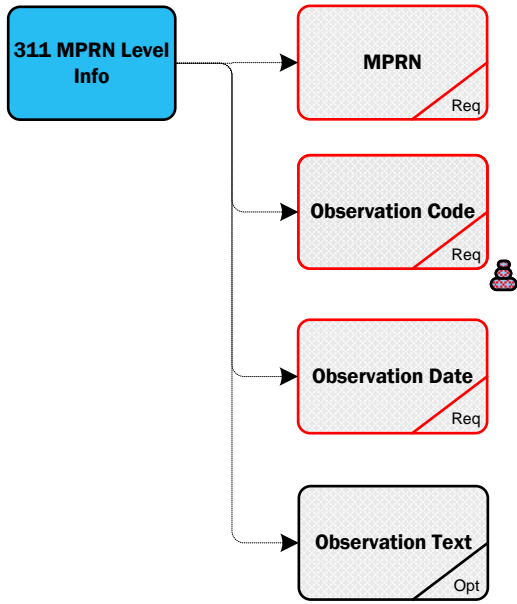 311 MPRN Level
Info
MPRN
Req
Observation Code
Req
Observation Date
Req
Observation Text
Opt